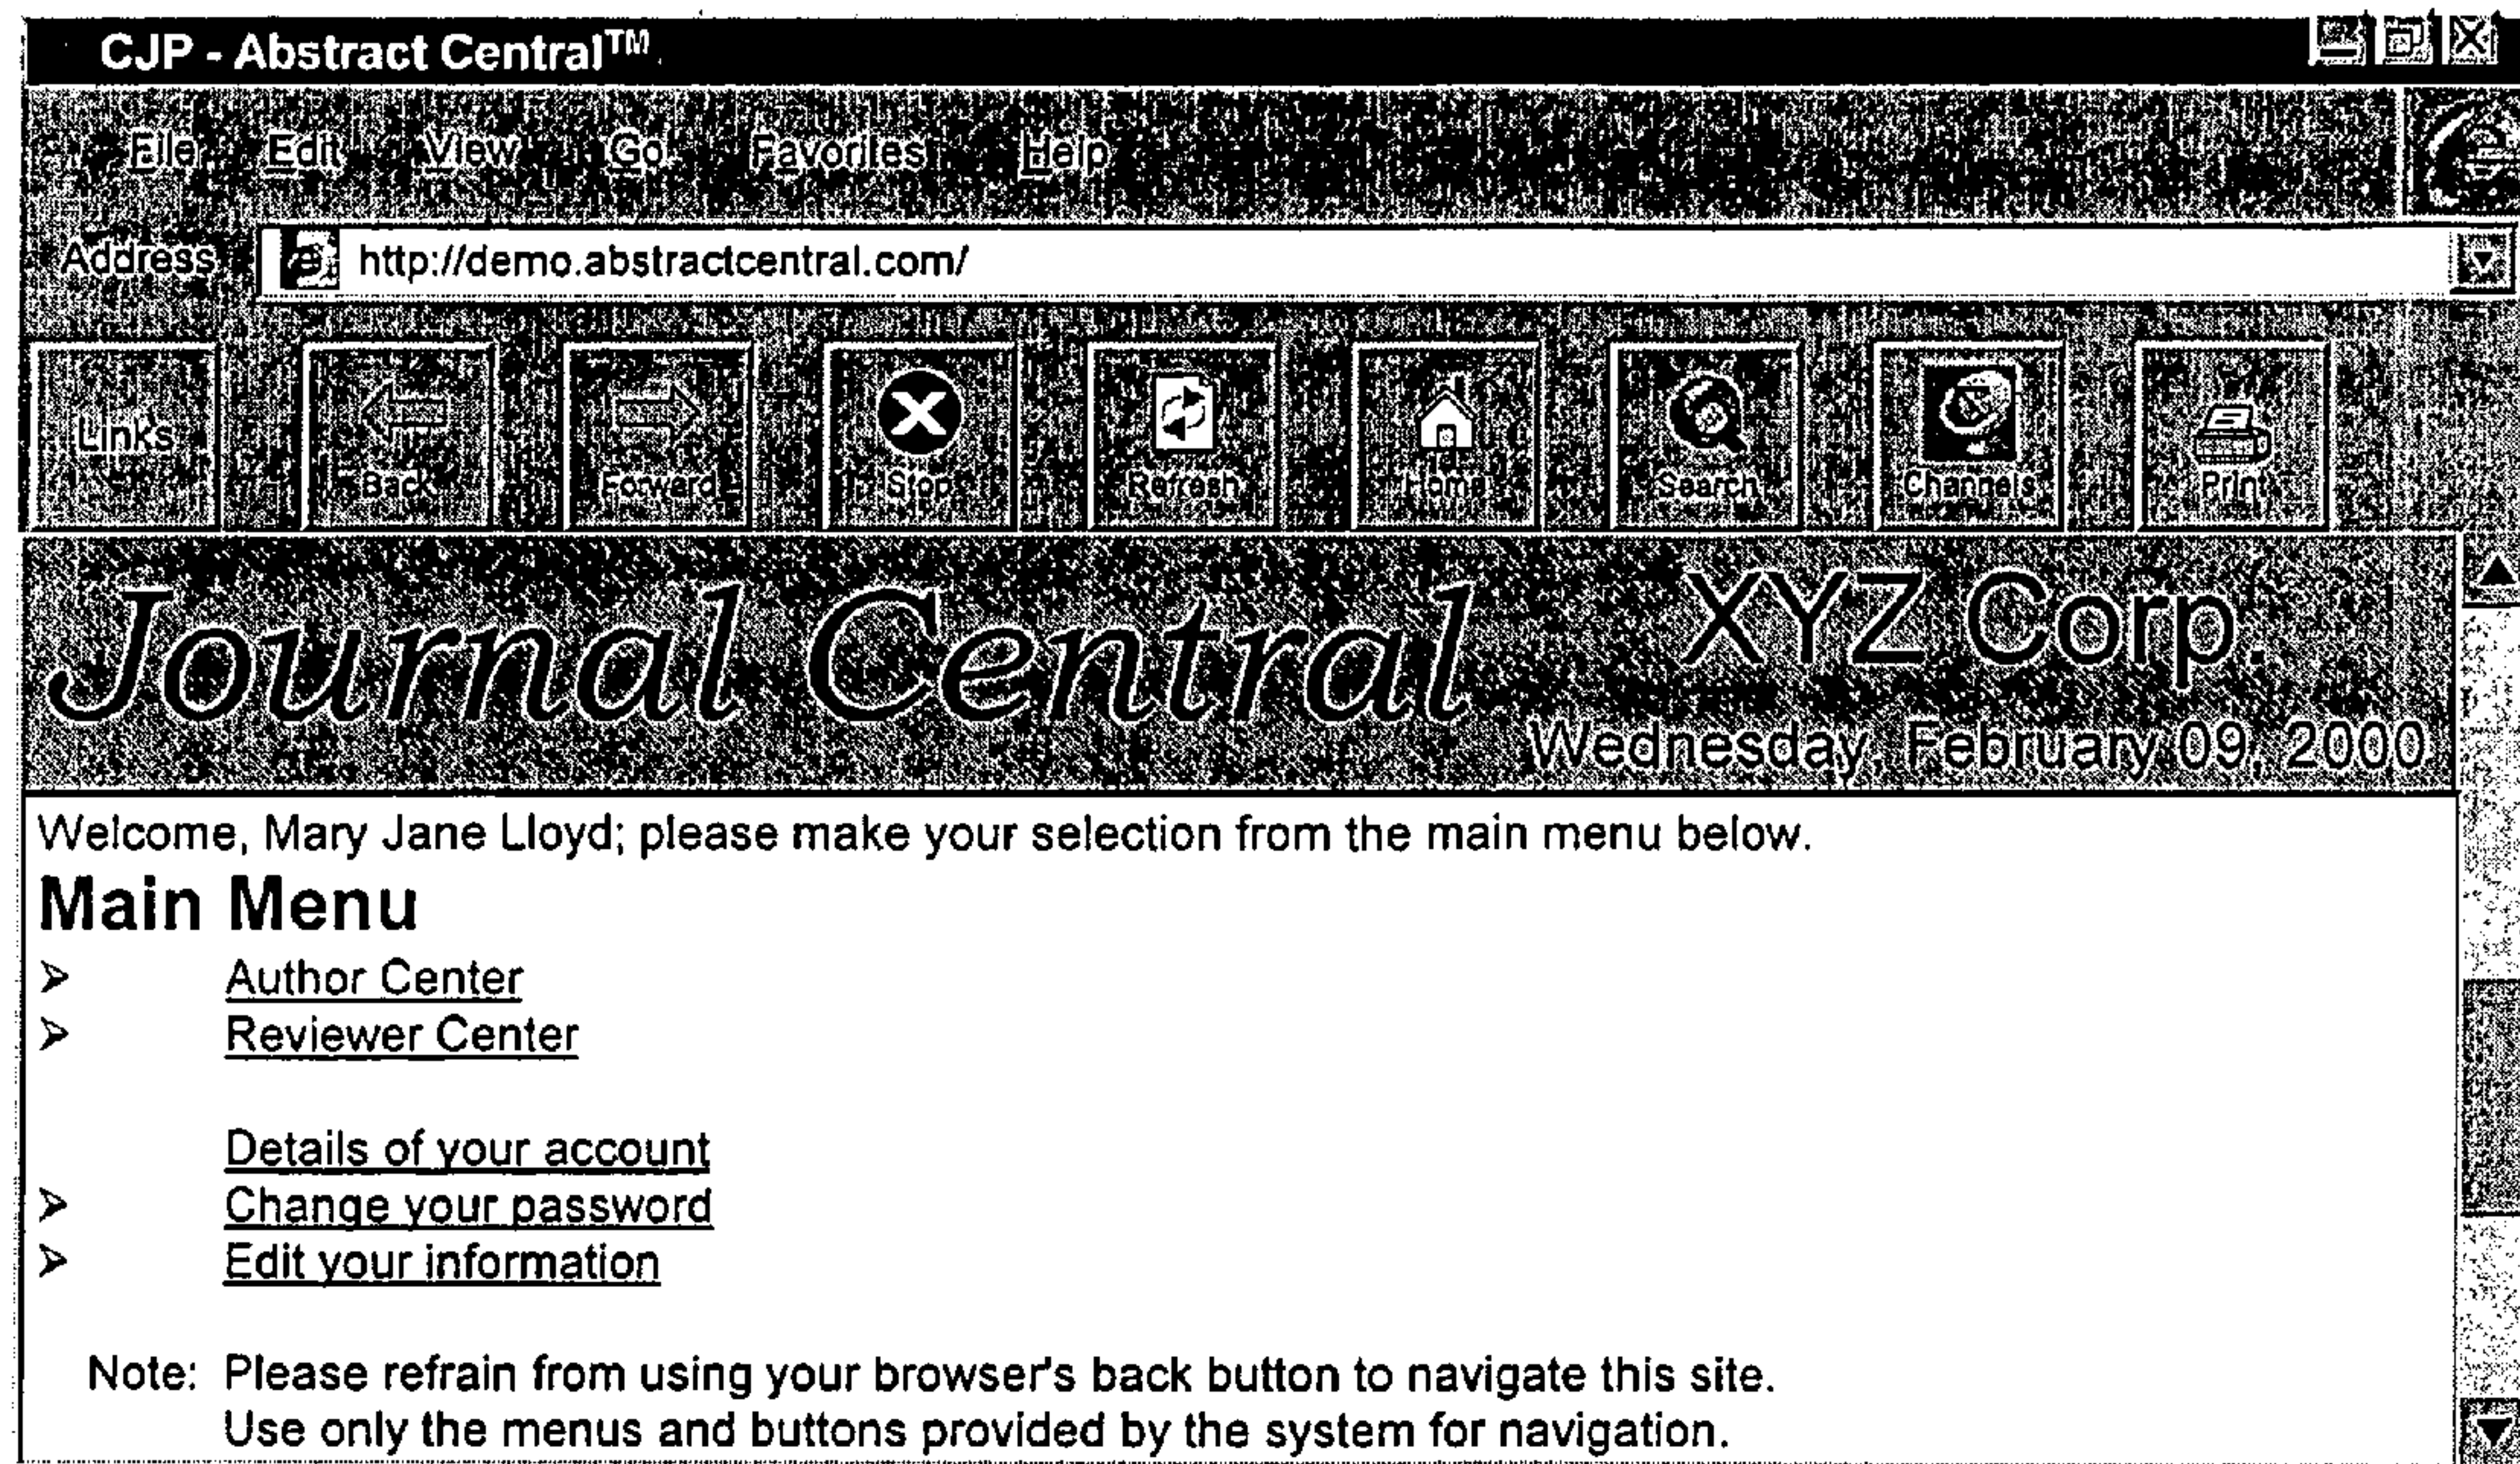 CJP - Abstract Central™
File Edit View Go Favorites Help
Address http://demo.abstractcentral.com/
Links Back Forward Stop Refresh Home Search Channels Print
Journal Central XYZ Corp.
Wednesday, February 09, 2000
Welcome, Mary Jane Lloyd; please make your selection from the main menu below.
Main Menu
➢ Author Center
➢ Reviewer Center
Details of your account
➢ Change your password
➢ Edit your information
Note: Please refrain from using your browser's back button to navigate this site.
Use only the menus and buttons provided by the system for navigation.